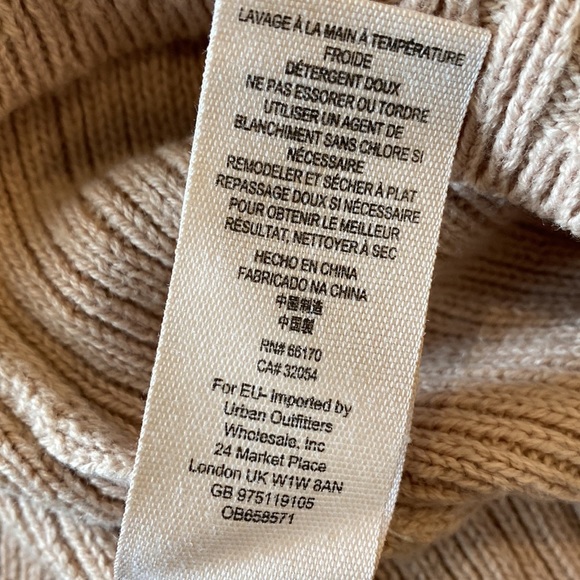 LAVAGE À LA MAIN À TEMPÉRATURE
FROIDE
DÉTERGENT DOUX
NE PAS ESSORER OU TORDRE
UTILISER UN AGENT DE
BLANCHIMENT SANS CHLORE SI
NÉCESSAIRE
REMODELER ET SÉCHER À PLAT
REPASSAGE DOUX SI NÉCESSAIRE
POUR OBTENIR LE MEILLEUR
RÉSULTAT, NETTOYER À SEC
HECHO EN CHINA
FABRICADO NA CHINA
中國制造
中国製
RN# 66170
CA# 32054
For EU- Imported by
Urban Outfitters
Wholesale, Inc
24 Market Place
London UK W1W 8AN
GB 975119105
OB658571